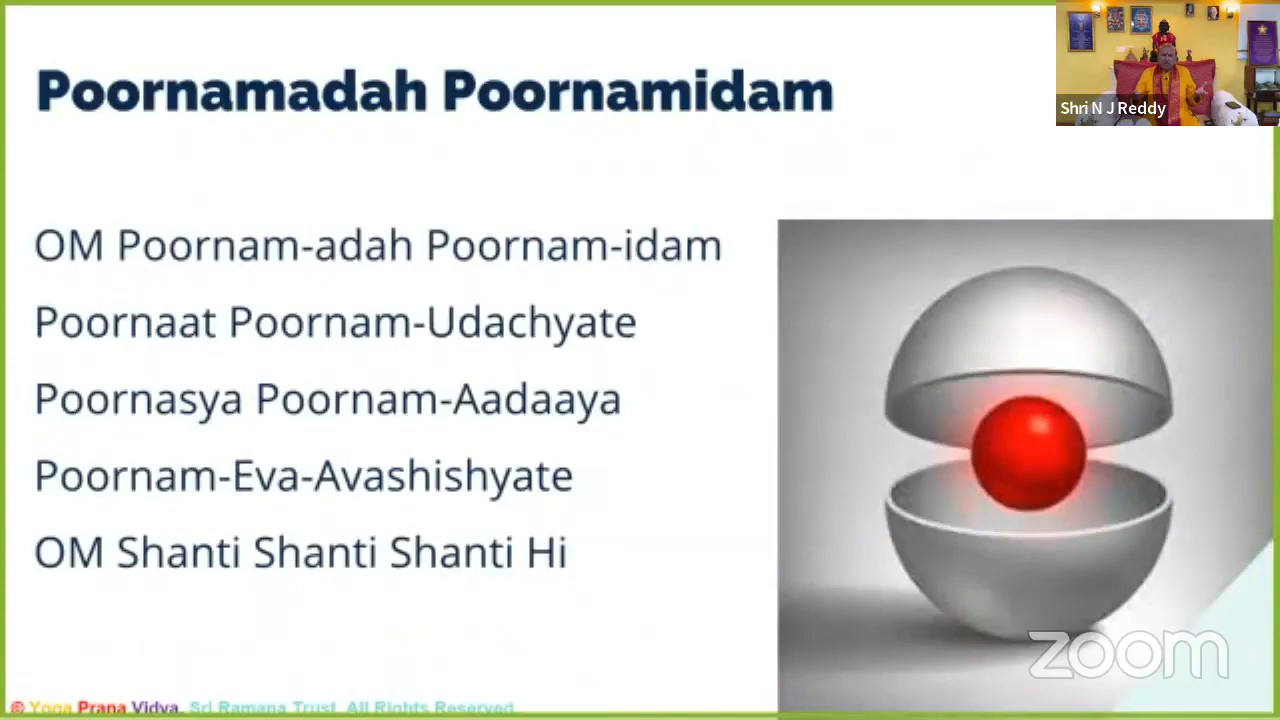 Poornamadah Poornamidam
Shri N J Reddy
OM Poornam-adah Poornam-idam
Poornaat Poornam-Udachyate
Poornasya Poornam-Aadaaya
Poornam-Eva-Avashishyate
OM Shanti Shanti Shanti Hi
zoom
© Yoga Prana Vidya, Sri Ramana Trust, All Rights Reserved